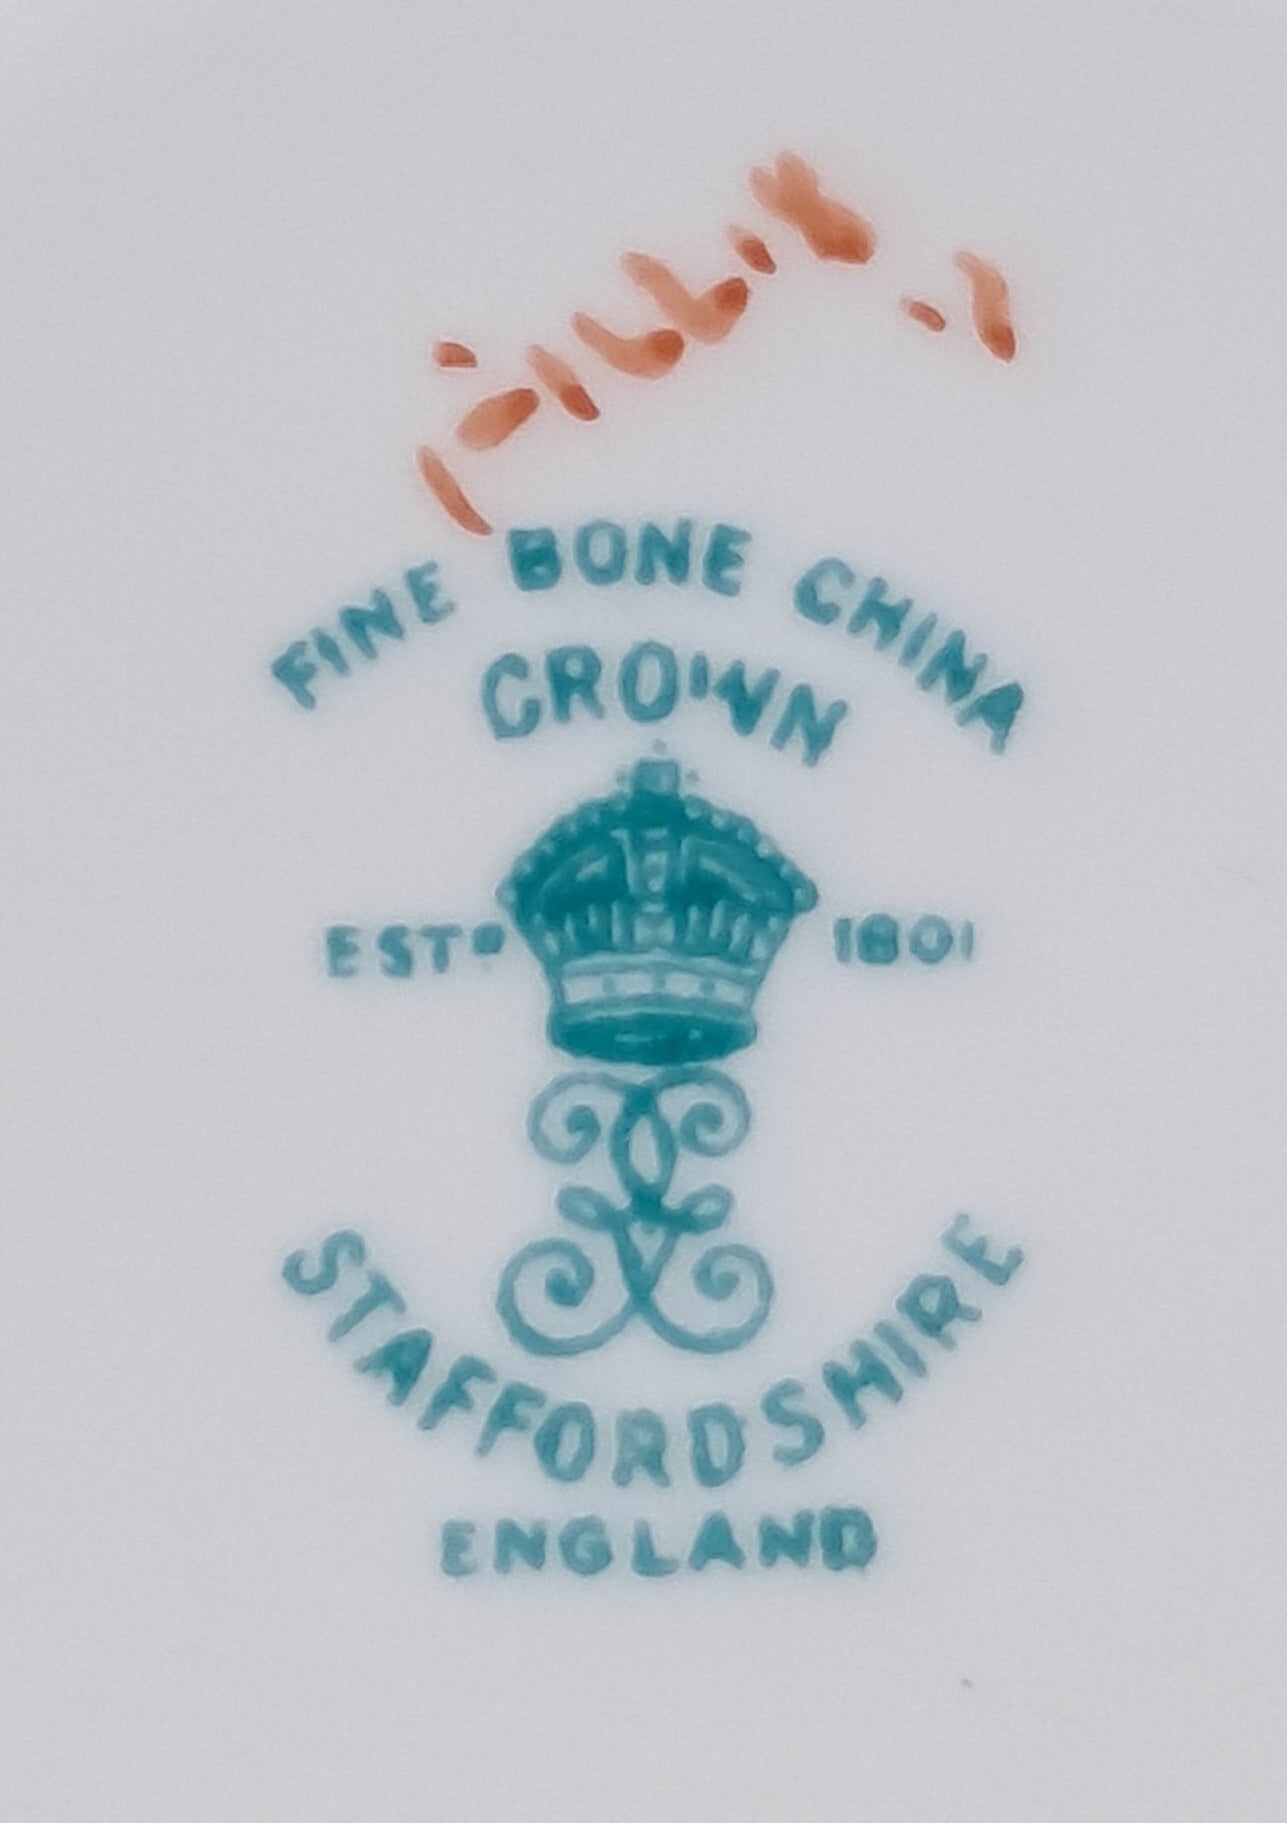 FINE BONE CHINA
CROWN
ESTD 1801
STAFFORDSHIRE
ENGLAND